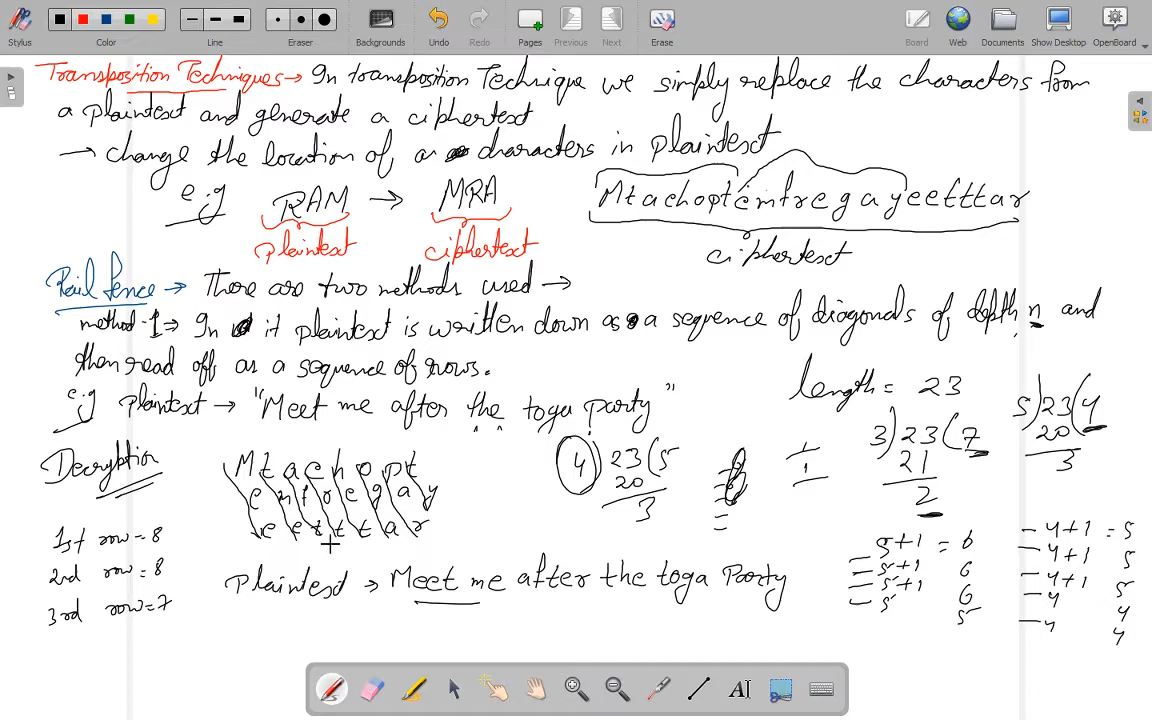 Stylus Color Line Eraser Backgrounds Undo Redo Pages Previous Next Erase Board Web Documents Show Desktop OpenBoard
Transposition Techniques → In transposition Technique we simply replace the characters from
a plaintext and generate a ciphertext
→ change the location of a characters in plaintext
e.g RAM → MRA
plaintext ciphertext
Mtachopt emfregayeetttar
ciphertext
Rail fence → There are two methods used →
method-1 → In it plaintext is written down as a sequence of diagonals of depth n and
then read off as a sequence of rows.
e.g plaintext → "Meet me after the toga party"
length = 23
3) 23 ( 7
21
2
5) 23 ( 4
20
3
4) 23 ( 5
20
3
Decryption
M t a c h o p t
e m f r e g a y
e e t t t a r
1st row = 8
2nd row = 8
3rd row = 7
Plaintext → Meet me after the toga Party
5+1 = 6
5+1 6
5+1 6
5 5
4+1 = 5
4+1 5
4+1 5
4 4
4 4